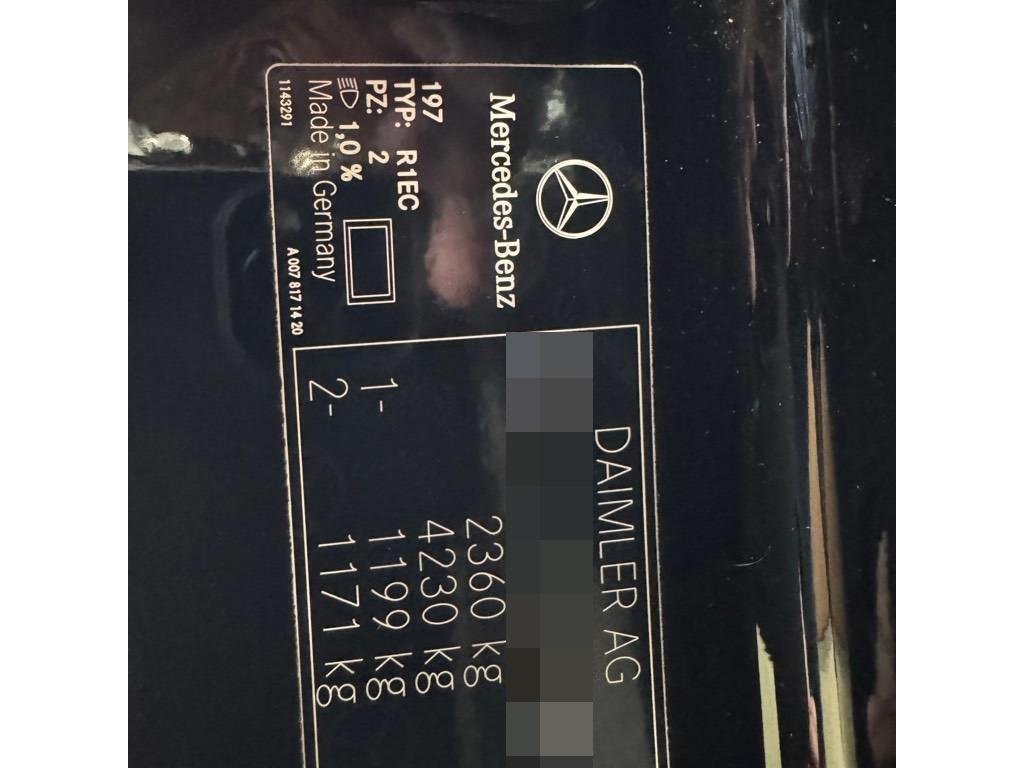 Mercedes-Benz
197
TYP: R1EC
PZ: 2
1,0 %
Made in Germany
1143291
A 007 817 14 20
DAIMLER AG
2360 kg
4230 kg
1- 1199 kg
2- 1171 kg